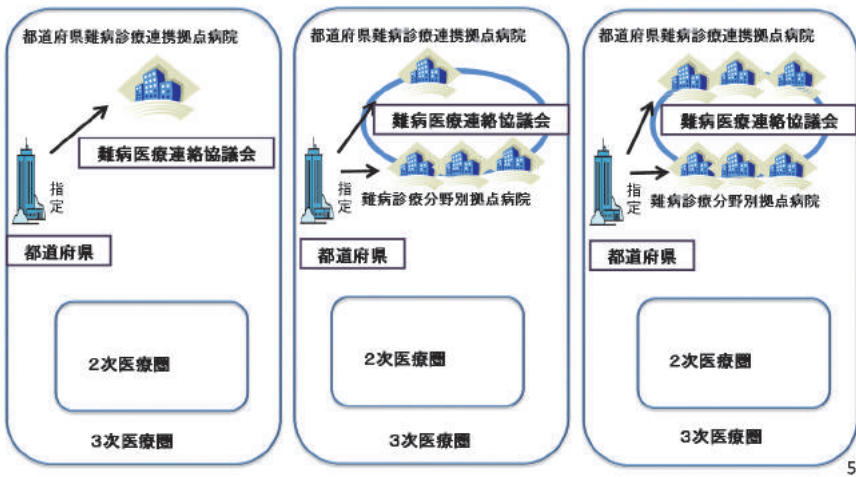 都道府県難病診療連携拠点病院
難病医療連絡協議会
指定
都道府県
2次医療圏
3次医療圏
都道府県難病診療連携拠点病院
難病医療連絡協議会
指定
難病診療分野別拠点病院
都道府県
2次医療圏
3次医療圏
都道府県難病診療連携拠点病院
難病医療連絡協議会
指定
難病診療分野別拠点病院
都道府県
2次医療圏
3次医療圏
5